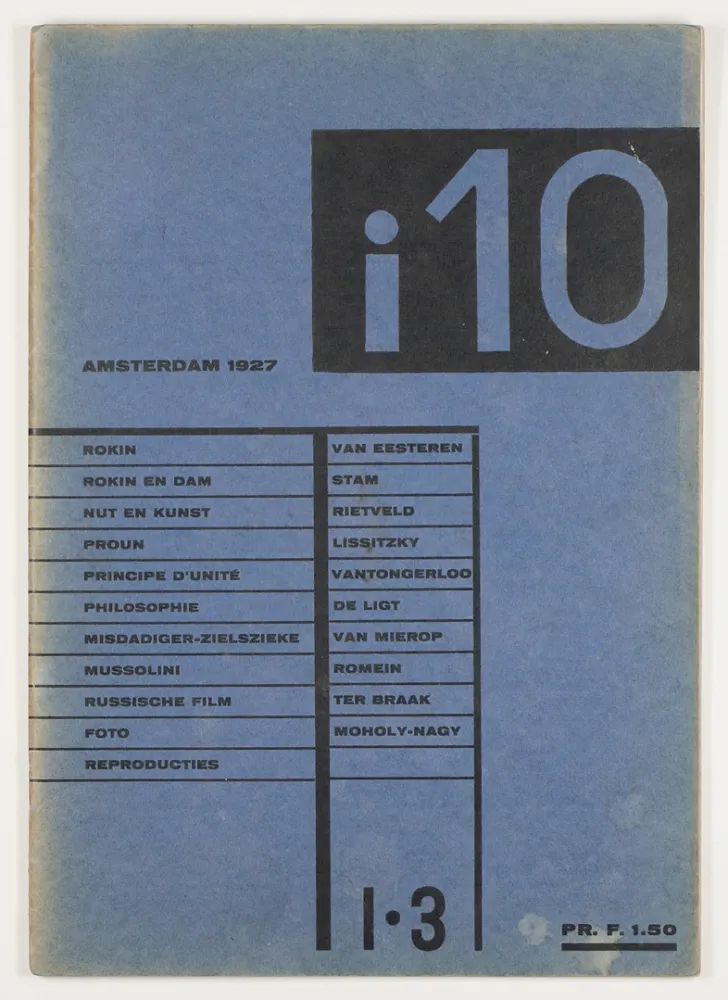 i10
AMSTERDAM 1927
ROKIN VAN EESTEREN
ROKIN EN DAM STAM
NUT EN KUNST RIETVELD
PROUN LISSITZKY
PRINCIPE D'UNITÉ VANTONGERLOO
PHILOSOPHIE DE LIGT
MISDADIGER-ZIELSZIEKE VAN MIEROP
MUSSOLINI ROMEIN
RUSSISCHE FILM TER BRAAK
FOTO MOHOLY-NAGY
REPRODUCTIES
I·3
PR. F. 1.50